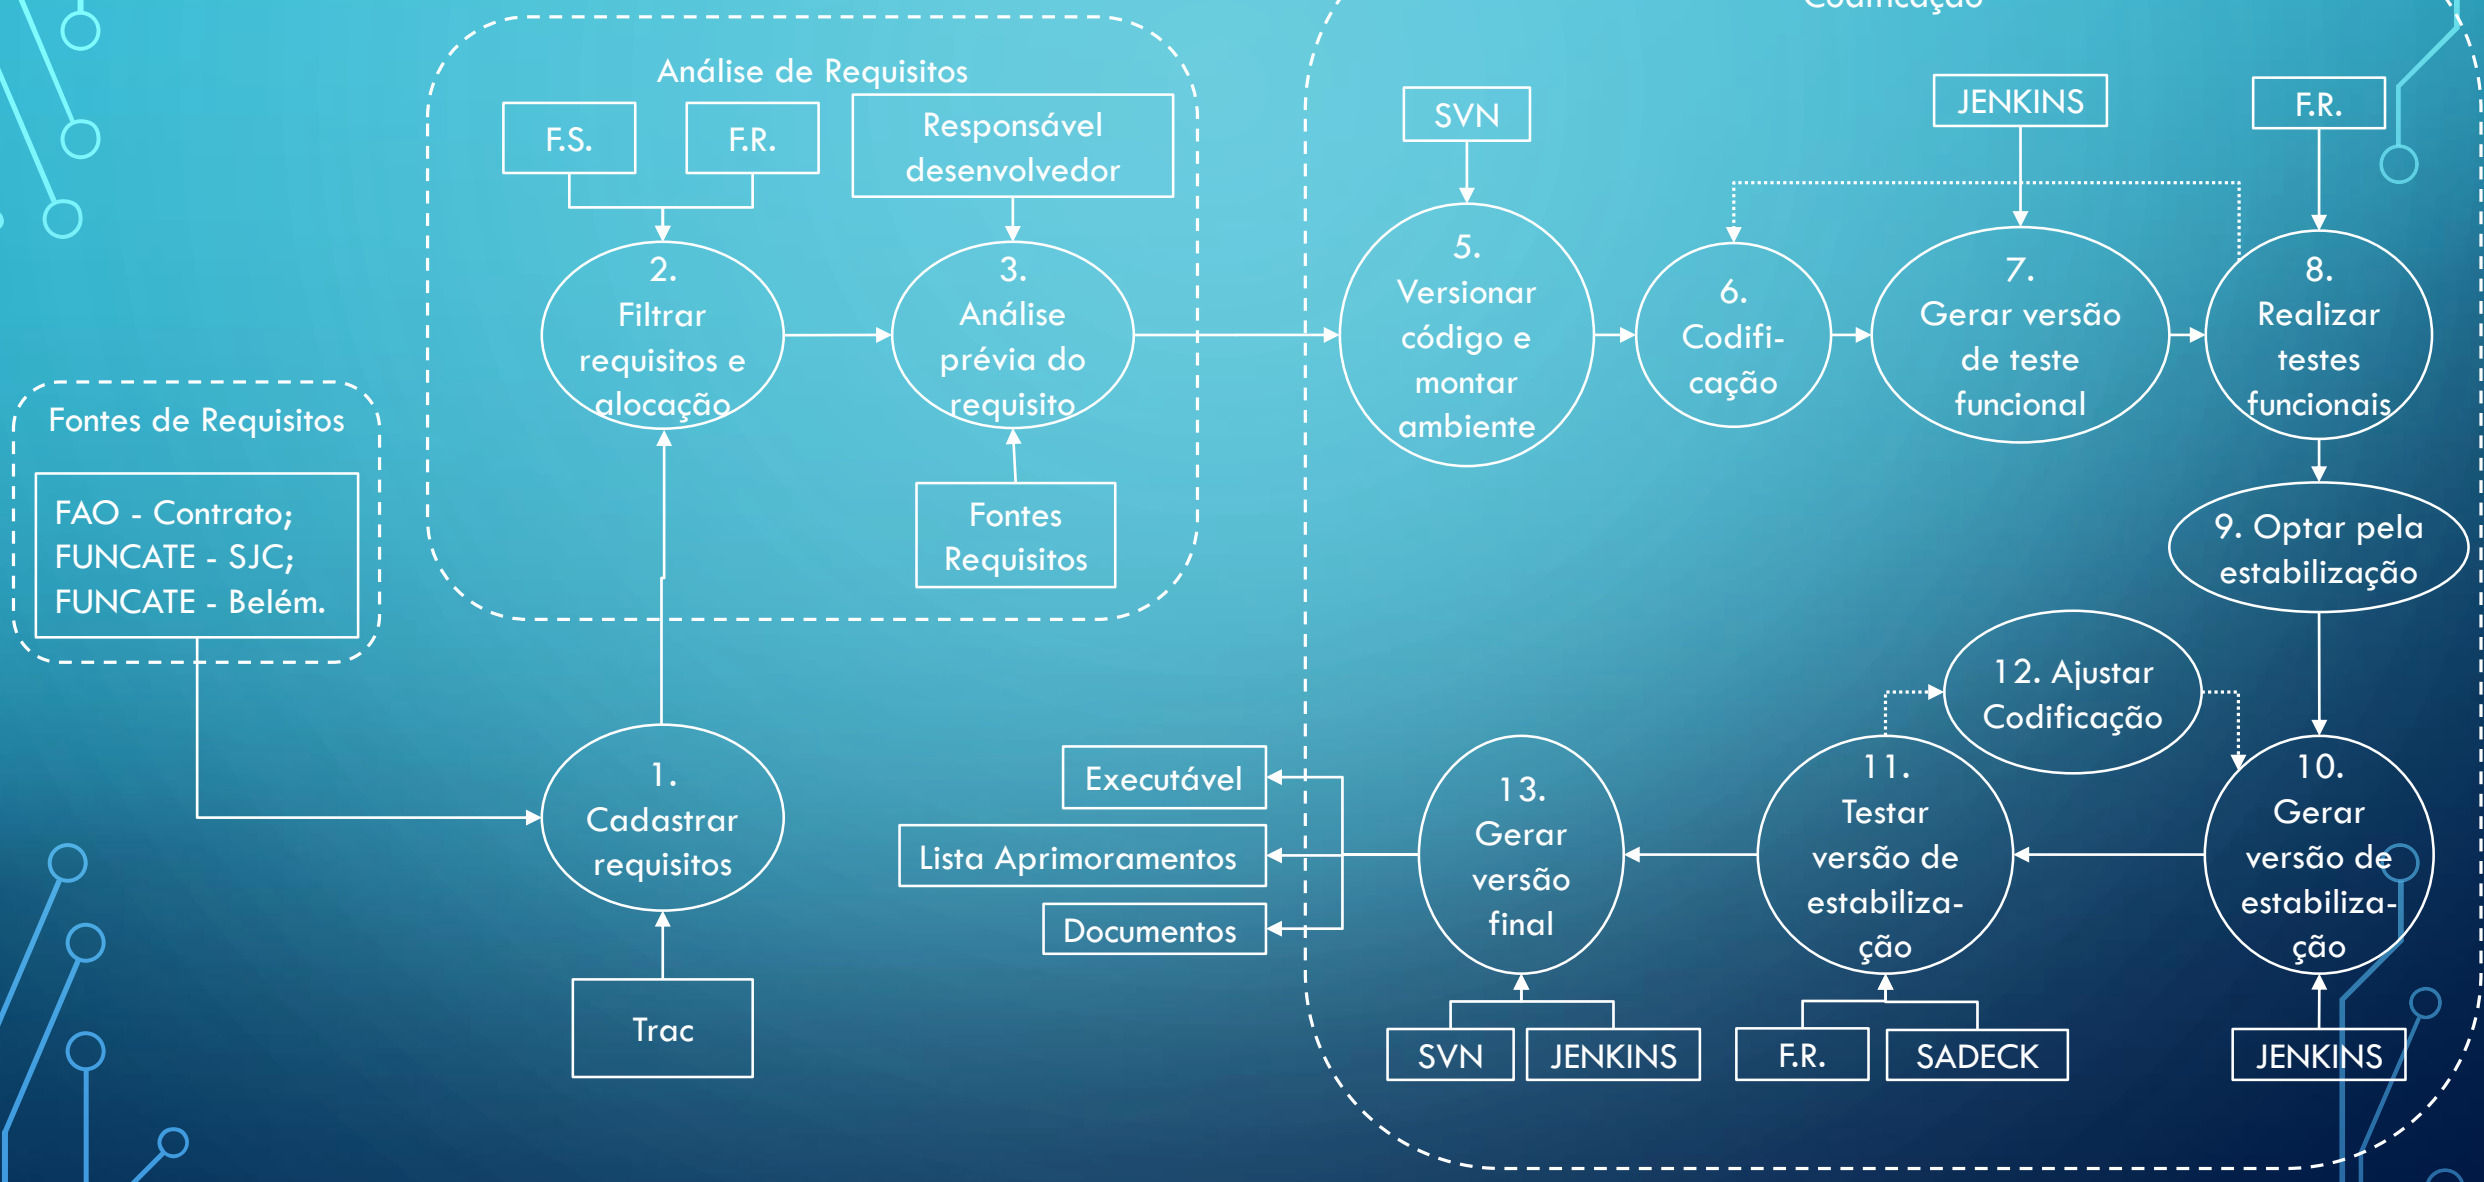 Codificação
Análise de Requisitos
F.S.
F.R.
Responsável
desenvolvedor
2.
Filtrar
requisitos e
alocação
3.
Análise
prévia do
requisito
Fontes
Requisitos
Fontes de Requisitos
FAO - Contrato;
FUNCATE - SJC;
FUNCATE - Belém.
1.
Cadastrar
requisitos
Trac
SVN
JENKINS
F.R.
5.
Versionar
código e
montar
ambiente
6.
Codifi-
cação
7.
Gerar versão
de teste
funcional
8.
Realizar
testes
funcionais
9. Optar pela
estabilização
12. Ajustar
Codificação
10.
Gerar
versão de
estabiliza-
ção
11.
Testar
versão de
estabiliza-
ção
13.
Gerar
versão
final
Executável
Lista Aprimoramentos
Documentos
SVN
JENKINS
F.R.
SADECK
JENKINS